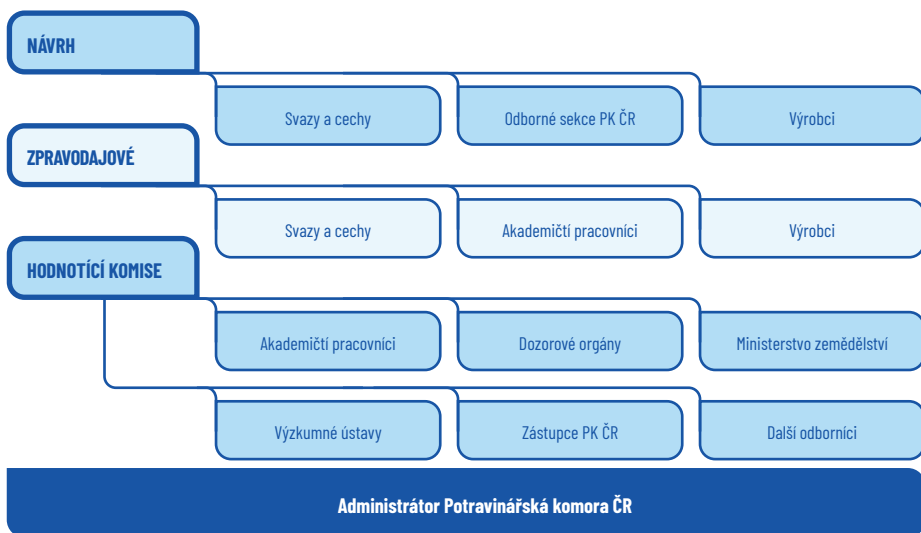 NÁVRH
Svazy a cechy
Odborné sekce PK ČR
Výrobci
ZPRAVODAJOVÉ
Svazy a cechy
Akademičtí pracovníci
Výrobci
HODNOTÍCÍ KOMISE
Akademičtí pracovníci
Dozorové orgány
Ministerstvo zemědělství
Výzkumné ústavy
Zástupce PK ČR
Další odborníci
Administrátor Potravinářská komora ČR